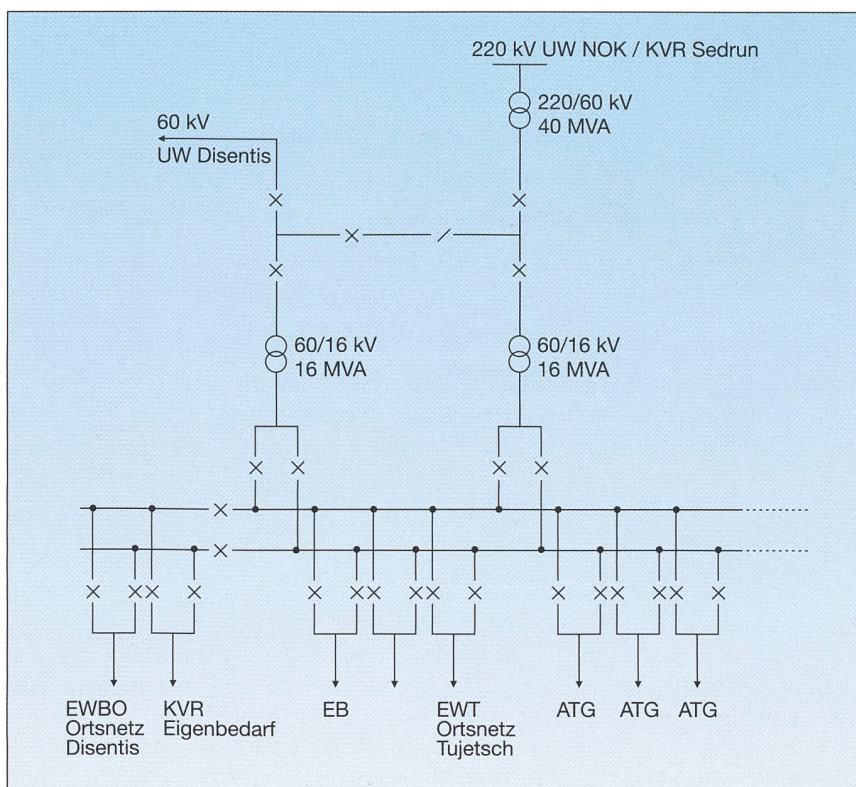 220 kV UW NOK / KVR Sedrun
220/60 kV
40 MVA
60 kV
UW Disentis
60/16 kV
16 MVA
60/16 kV
16 MVA
EWBO
Ortsnetz
Disentis
KVR
Eigenbedarf
EB
EWT
Ortsnetz
Tujetsch
ATG
ATG
ATG